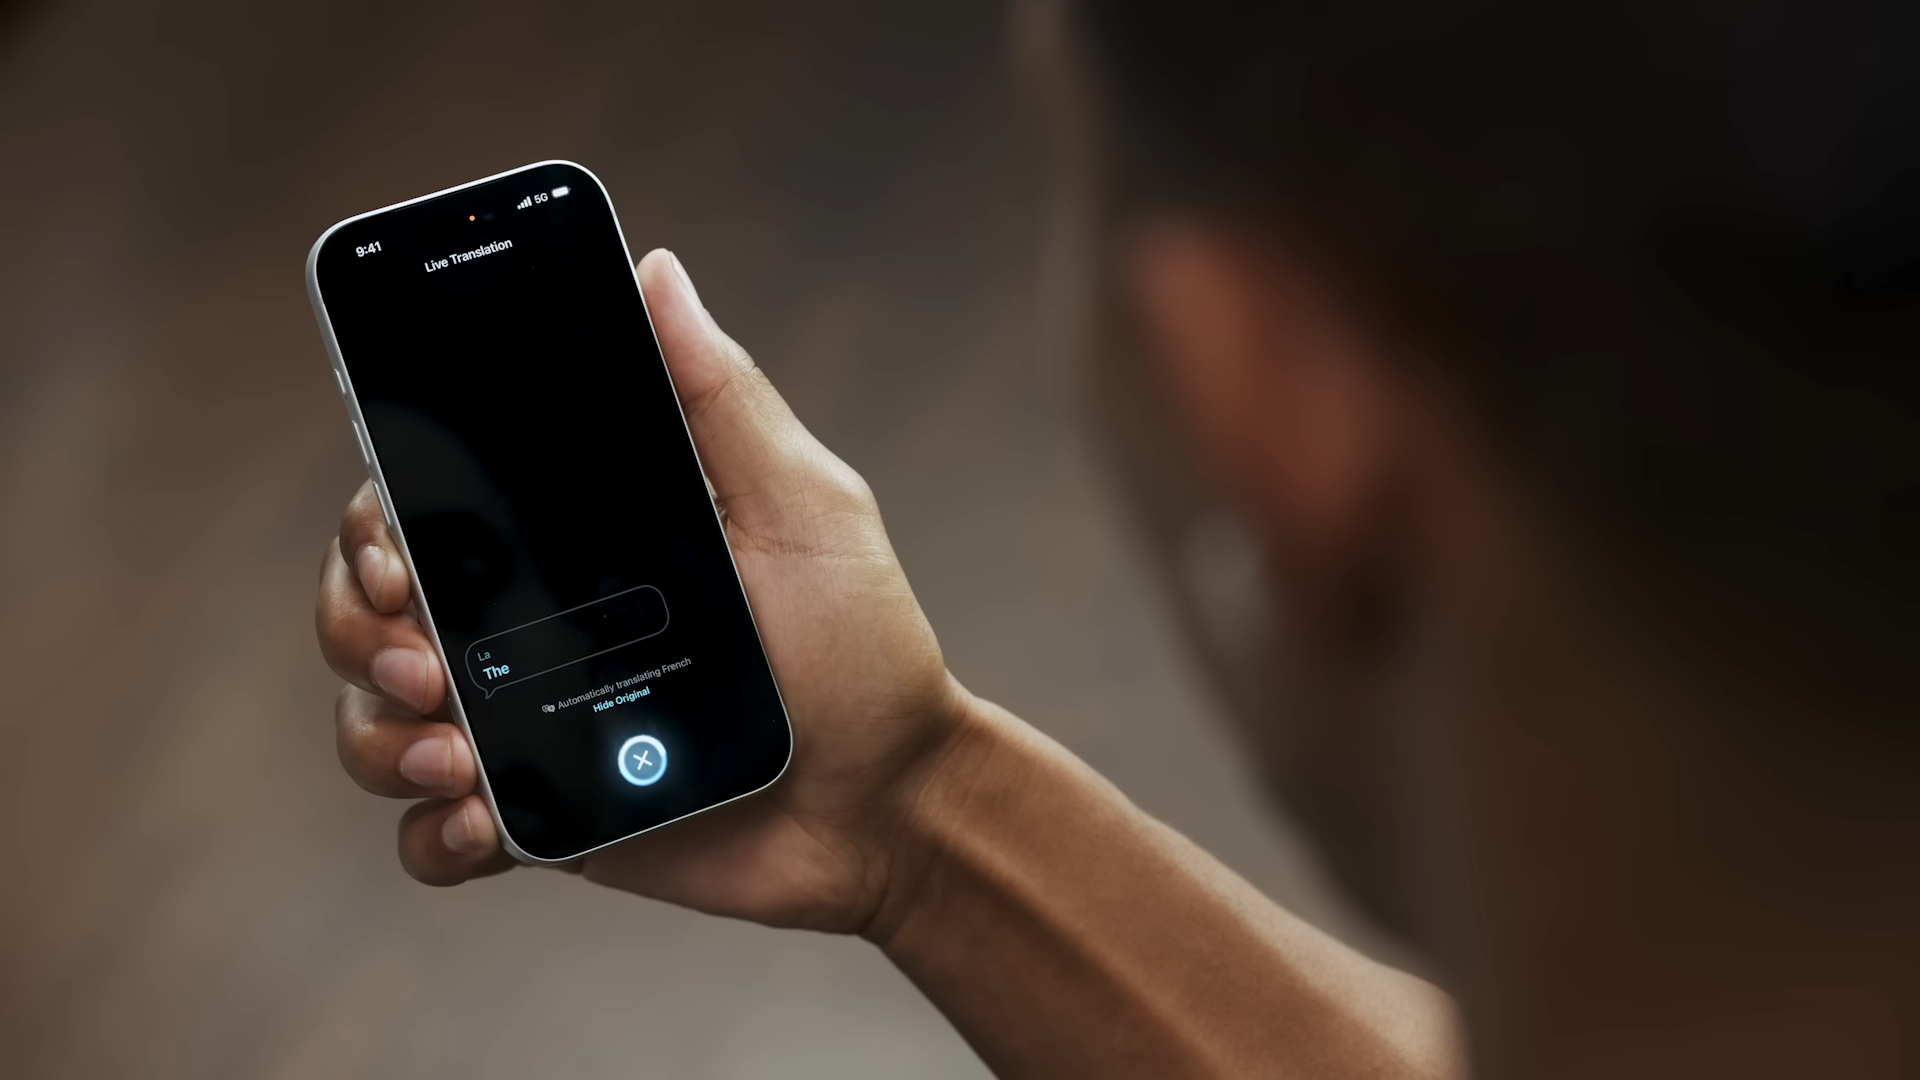 9:41
5G
Live Translation
La
The
Automatically translating French
Hide Original